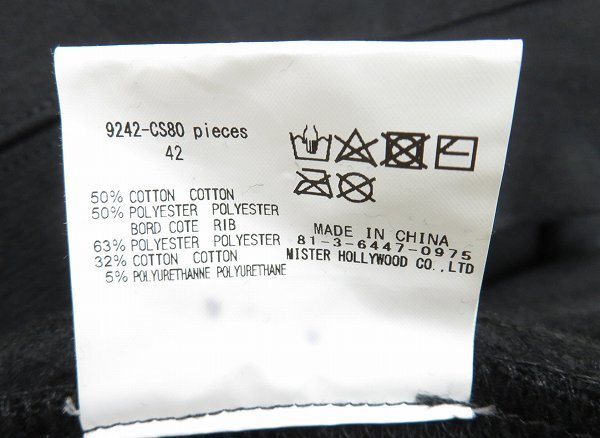 9242-CS80 pieces
42
50% COTTON COTTON
50% POLYESTER POLYESTER
BORD COTE RIB
63% POLYESTER POLYESTER
32% COTTON COTTON
5% POLYURETHANNE POLYURETHANE
MADE IN CHINA
81-3-6447-0975
MISTER HOLLYWOOD CO.,LTD